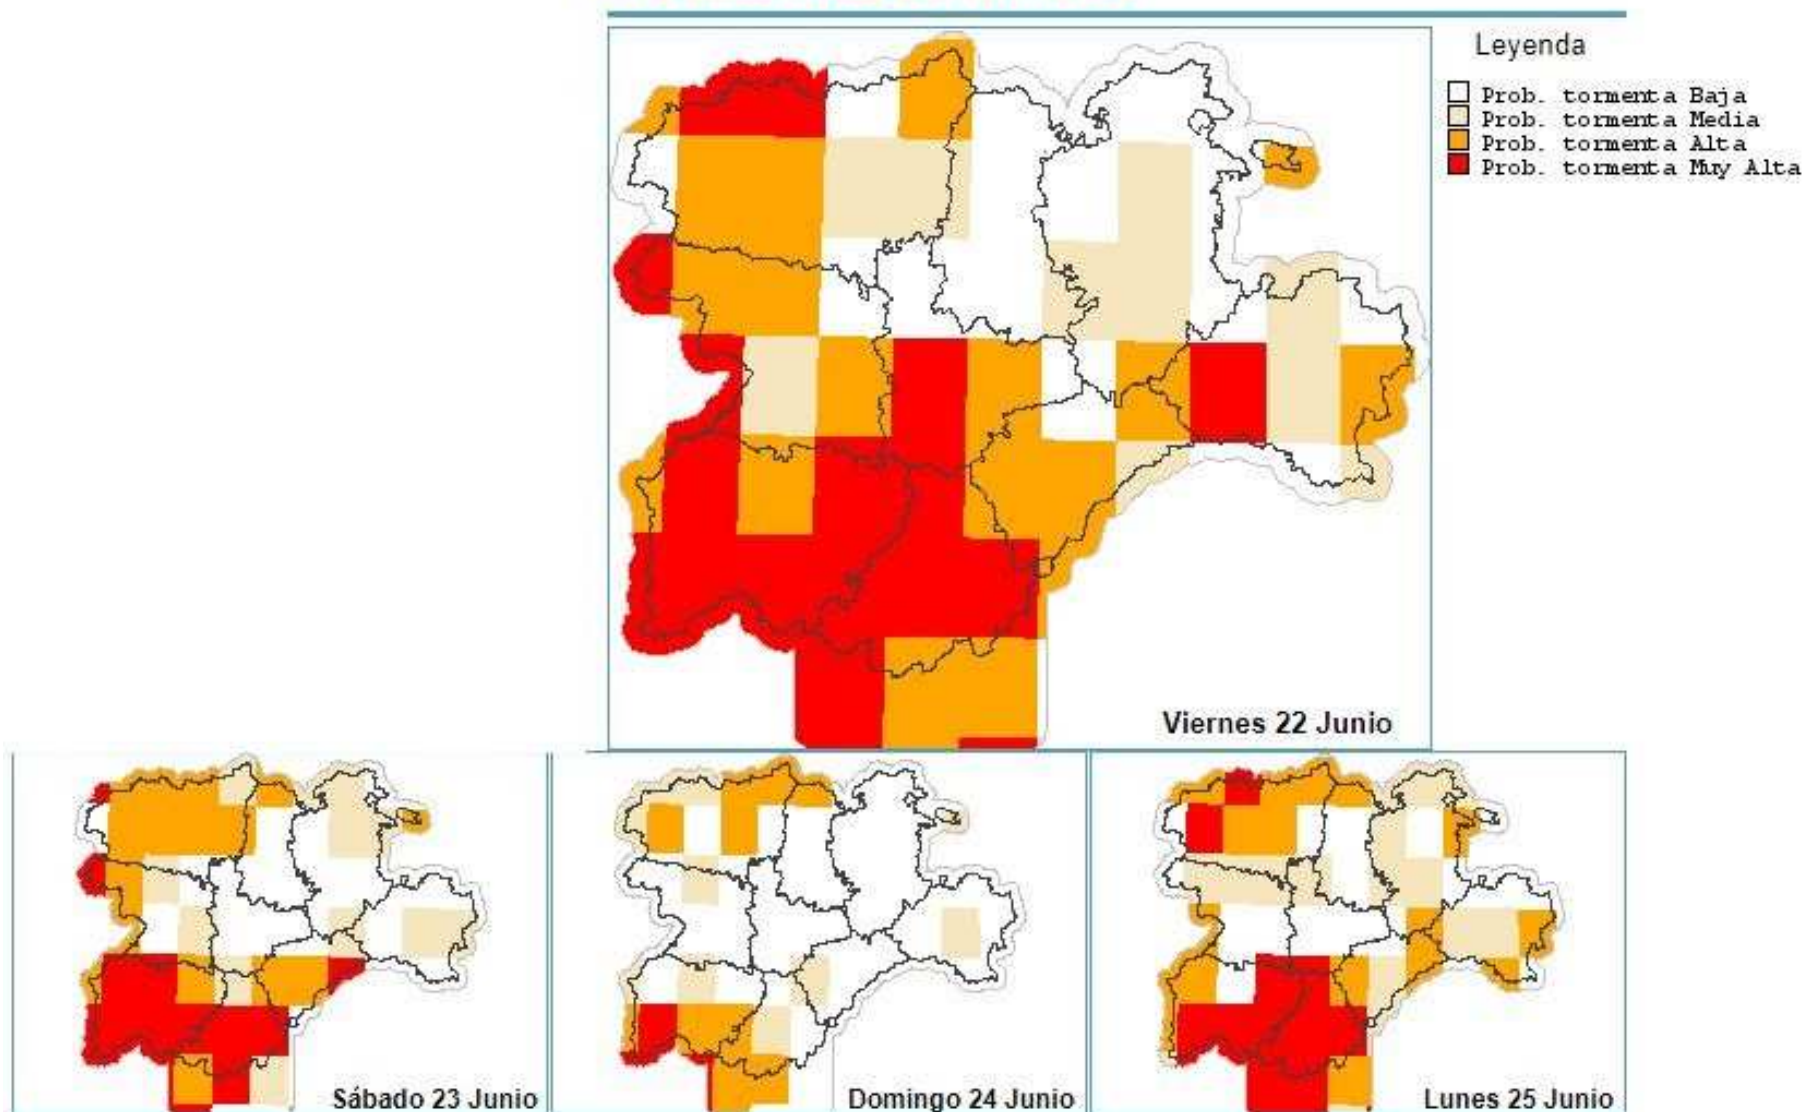 Leyenda
Prob. tormenta Baja
Prob. tormenta Media
Prob. tormenta Alta
Prob. tormenta Muy Alta
Viernes 22 Junio
Sábado 23 Junio
Domingo 24 Junio
Lunes 25 Junio